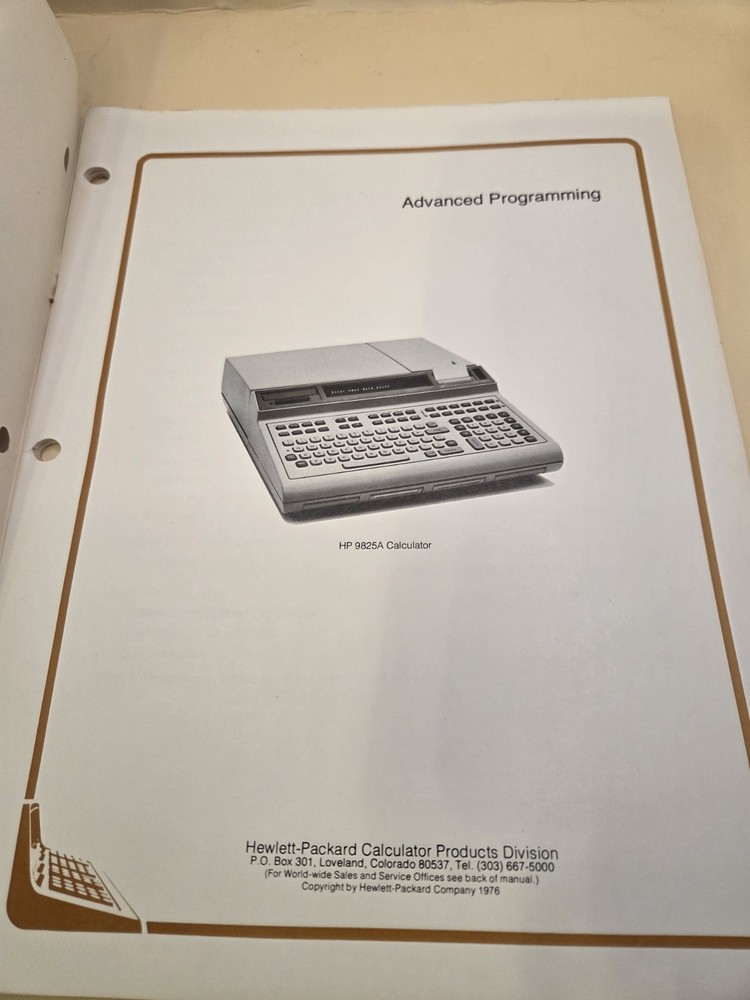 Advanced Programming
HP 9825A Calculator
Hewlett-Packard Calculator Products Division
P.O. Box 301, Loveland, Colorado 80537, Tel. (303) 667-5000
(For World-wide Sales and Service Offices see back of manual.)
Copyright by Hewlett-Packard Company 1976